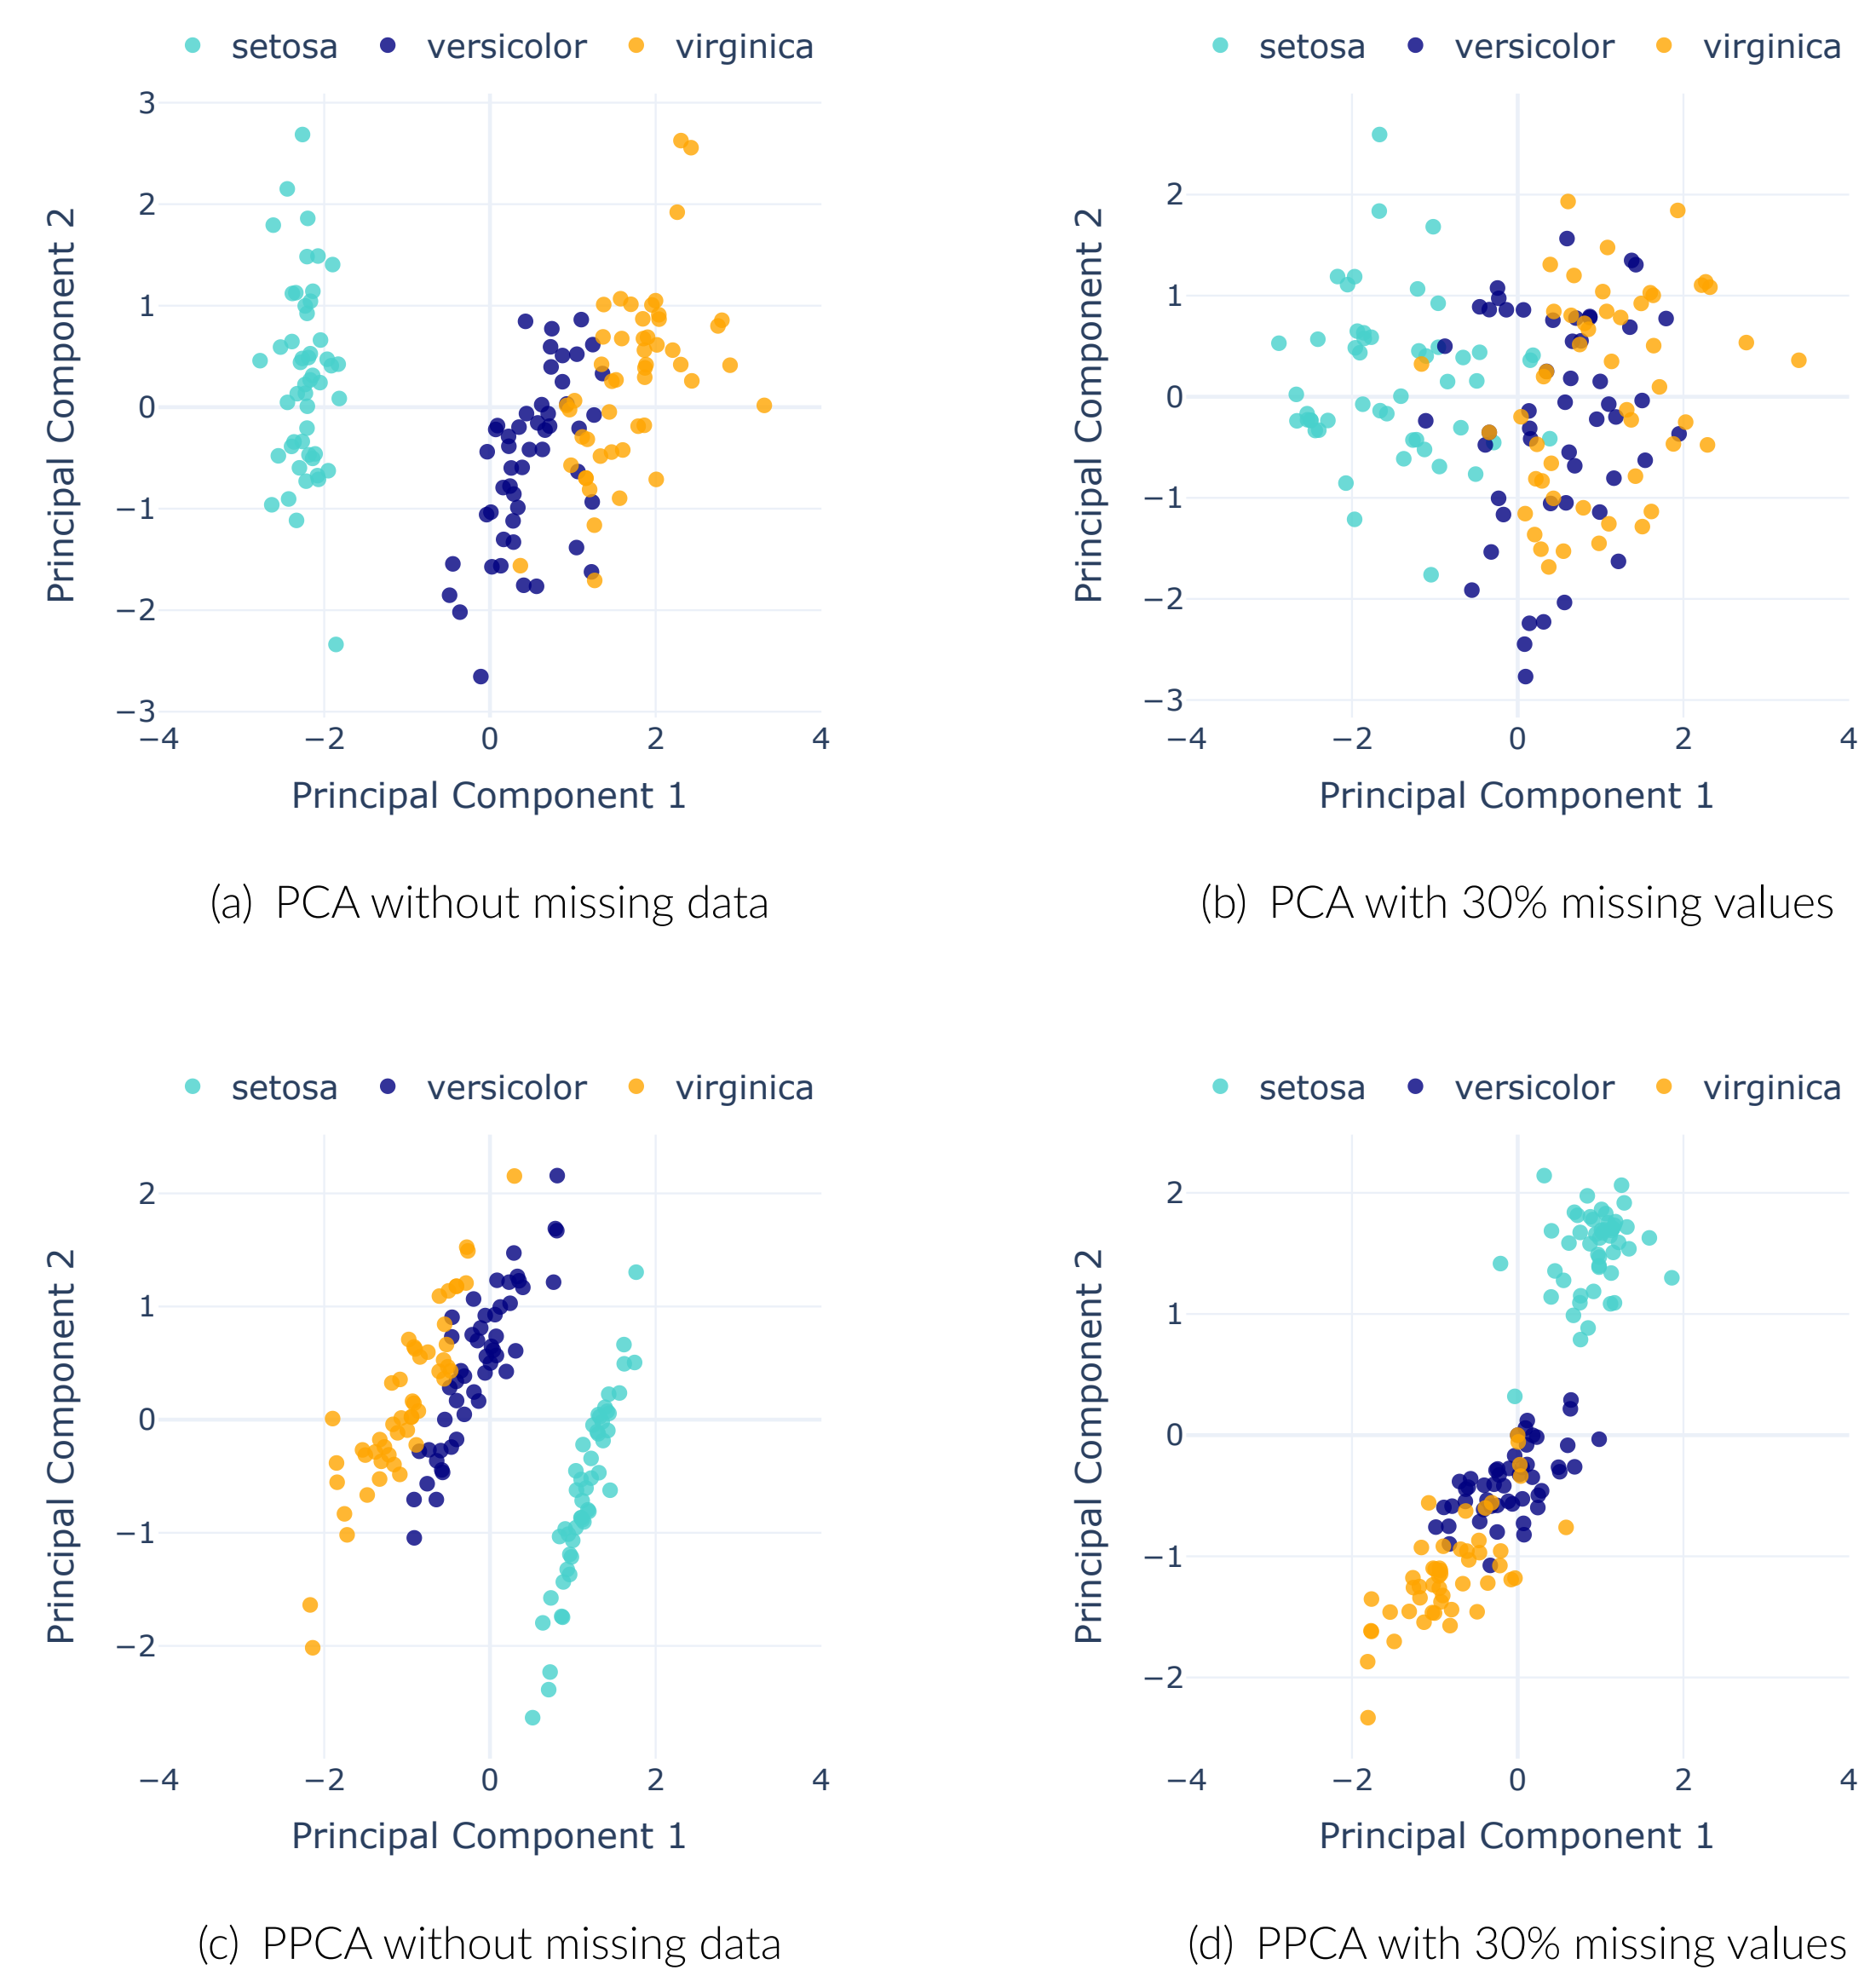 setosa versicolor virginica
3
2
1
0
−1
−2
−3
−4 −2 0 2 4
Principal Component 1
Principal Component 2
(a) PCA without missing data
setosa versicolor virginica
2
1
0
−1
−2
−3
−4 −2 0 2 4
Principal Component 1
Principal Component 2
(b) PCA with 30% missing values
setosa versicolor virginica
2
1
0
−1
−2
−4 −2 0 2 4
Principal Component 1
Principal Component 2
(c) PPCA without missing data
setosa versicolor virginica
2
1
0
−1
−2
−4 −2 0 2 4
Principal Component 1
Principal Component 2
(d) PPCA with 30% missing values